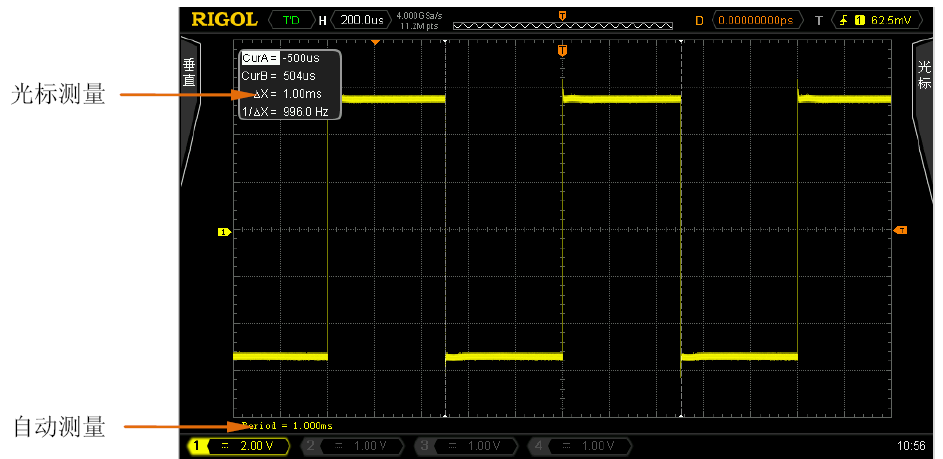 RIGOL T'D H 200.0us 4.000GSa/s 11.2Mpts D 0.00000000ps T 1 62.5mV
垂直
光标
CurA = -500us
CurB = 504us
光标测量
ΔX = 1.00ms
1/ΔX = 996.0 Hz
T
1
T
自动测量
Period = 1.000ms
1 = 2.00 V 2 = 1.00 V 3 = 1.00 V 4 = 1.00 V 10:56